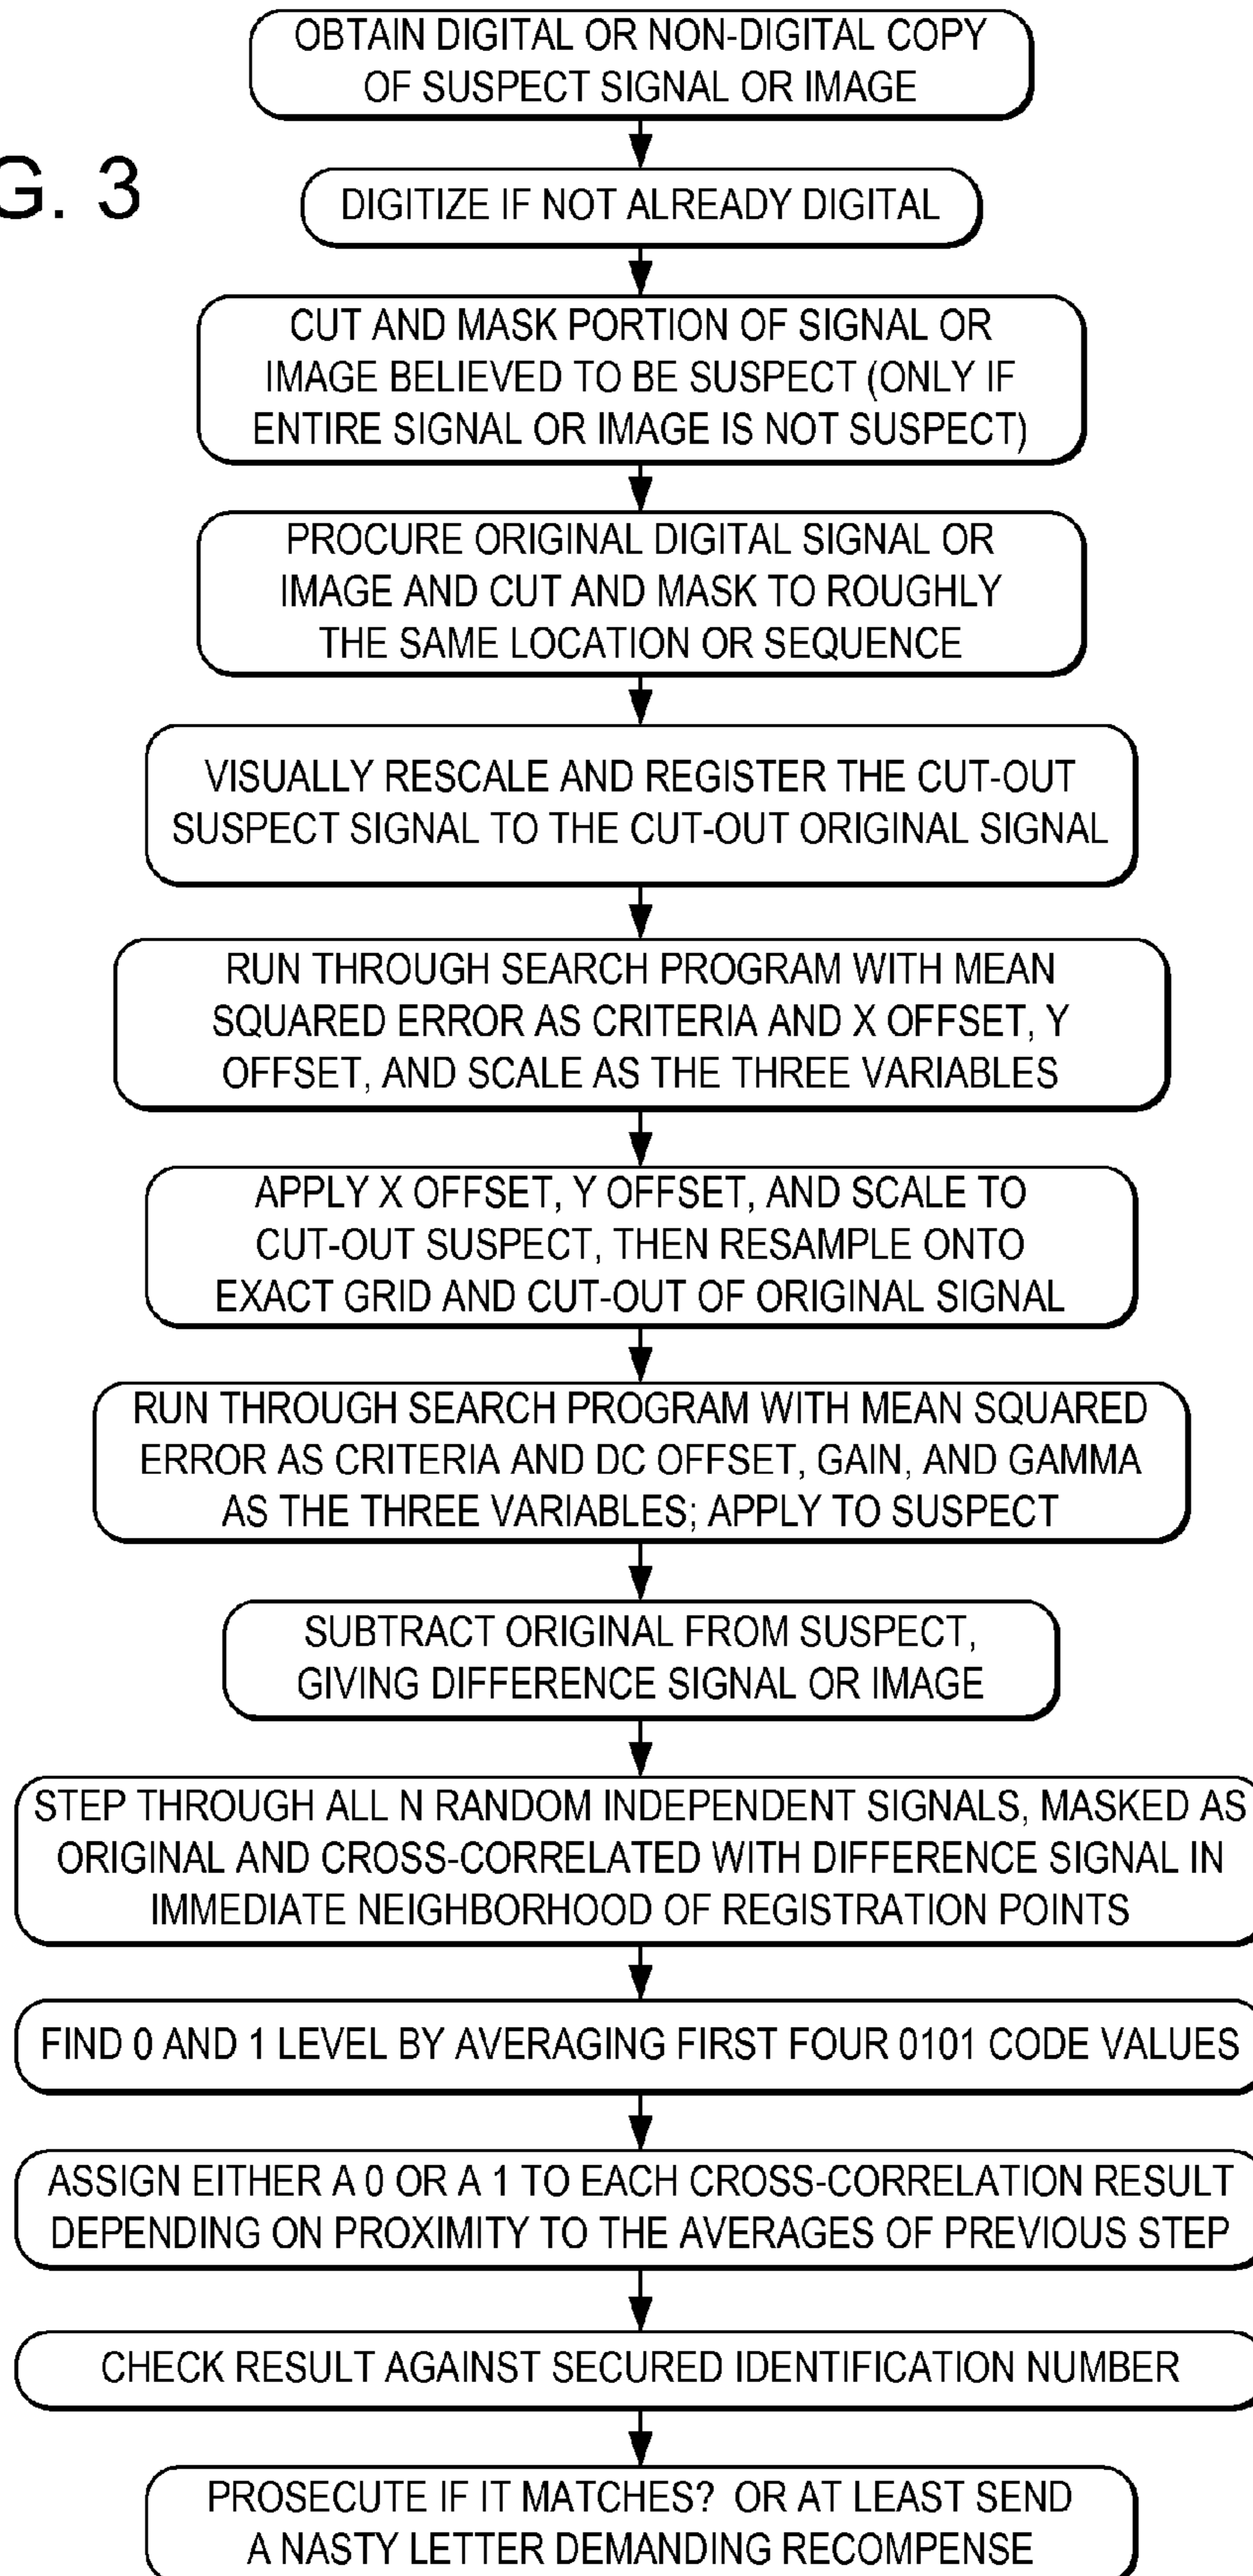 OBTAIN DIGITAL OR NON-DIGITAL COPY
OF SUSPECT SIGNAL OR IMAGE
G. 3
DIGITIZE IF NOT ALREADY DIGITAL
CUT AND MASK PORTION OF SIGNAL OR
IMAGE BELIEVED TO BE SUSPECT (ONLY IF
ENTIRE SIGNAL OR IMAGE IS NOT SUSPECT)
PROCURE ORIGINAL DIGITAL SIGNAL OR
IMAGE AND CUT AND MASK TO ROUGHLY
THE SAME LOCATION OR SEQUENCE
VISUALLY RESCALE AND REGISTER THE CUT-OUT
SUSPECT SIGNAL TO THE CUT-OUT ORIGINAL SIGNAL
RUN THROUGH SEARCH PROGRAM WITH MEAN
SQUARED ERROR AS CRITERIA AND X OFFSET, Y
OFFSET, AND SCALE AS THE THREE VARIABLES
APPLY X OFFSET, Y OFFSET, AND SCALE TO
CUT-OUT SUSPECT, THEN RESAMPLE ONTO
EXACT GRID AND CUT-OUT OF ORIGINAL SIGNAL
RUN THROUGH SEARCH PROGRAM WITH MEAN SQUARED
ERROR AS CRITERIA AND DC OFFSET, GAIN, AND GAMMA
AS THE THREE VARIABLES; APPLY TO SUSPECT
SUBTRACT ORIGINAL FROM SUSPECT,
GIVING DIFFERENCE SIGNAL OR IMAGE
STEP THROUGH ALL N RANDOM INDEPENDENT SIGNALS, MASKED AS
ORIGINAL AND CROSS-CORRELATED WITH DIFFERENCE SIGNAL IN
IMMEDIATE NEIGHBORHOOD OF REGISTRATION POINTS
FIND 0 AND 1 LEVEL BY AVERAGING FIRST FOUR 0101 CODE VALUES
ASSIGN EITHER A 0 OR A 1 TO EACH CROSS-CORRELATION RESULT
DEPENDING ON PROXIMITY TO THE AVERAGES OF PREVIOUS STEP
CHECK RESULT AGAINST SECURED IDENTIFICATION NUMBER
PROSECUTE IF IT MATCHES? OR AT LEAST SEND
A NASTY LETTER DEMANDING RECOMPENSE